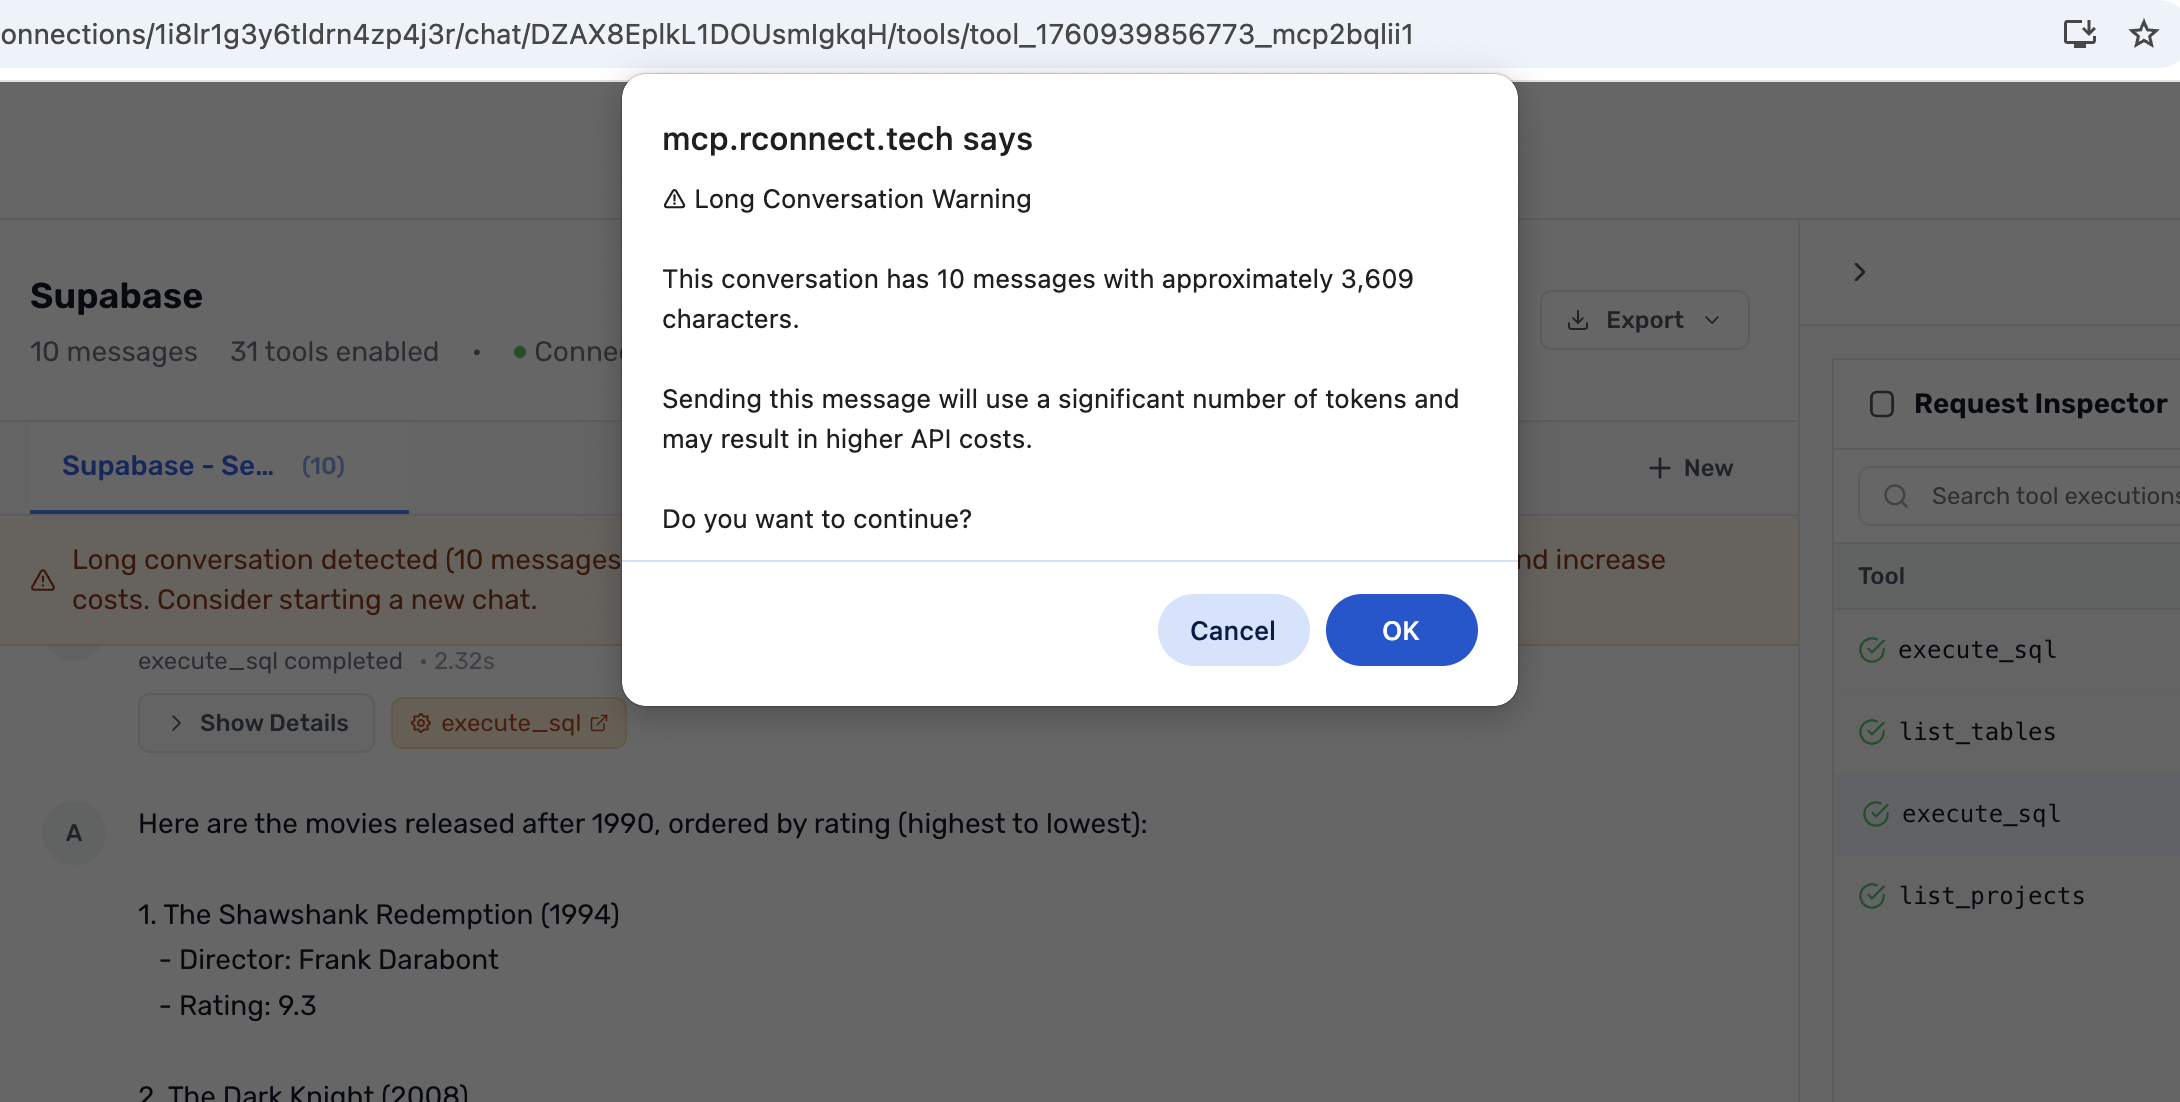 onnections/1i8lr1g3y6tldrn4zp4j3r/chat/DZAX8EplkL1DOUsmIgkqH/tools/tool_1760939856773_mcp2bqlii1
mcp.rconnect.tech says
⚠ Long Conversation Warning
This conversation has 10 messages with approximately 3,609
characters.
Sending this message will use a significant number of tokens and
may result in higher API costs.
Do you want to continue?
Cancel
OK
Supabase
10 messages 31 tools enabled • Conne
Export
Supabase - Se... (10)
+ New
Long conversation detected (10 messages
nd increase
costs. Consider starting a new chat.
execute_sql completed • 2.32s
Show Details
execute_sql
A
Here are the movies released after 1990, ordered by rating (highest to lowest):
1. The Shawshank Redemption (1994)
- Director: Frank Darabont
- Rating: 9.3
2. The Dark Knight (2008)
Request Inspector
Search tool executions
Tool
execute_sql
list_tables
execute_sql
list_projects